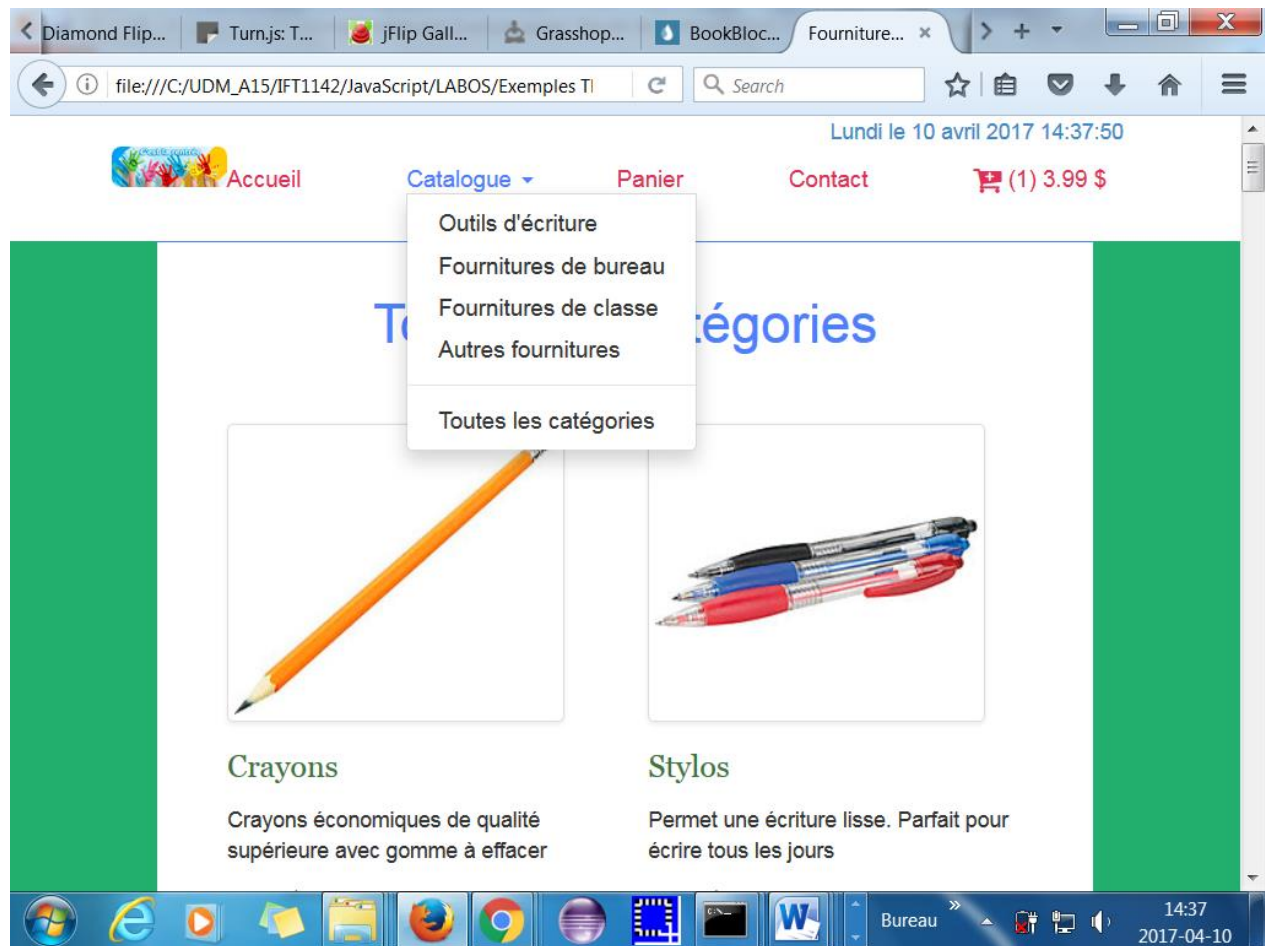 Diamond Flip... Turn.js: T... jFlip Gall... Grasshop... BookBloc... Fourniture...
file:///C:/UDM_A15/IFT1142/JavaScript/LABOS/Exemples Search
Lundi le 10 avril 2017 14:37:50
C'est la rentrée
Accueil Catalogue Panier Contact (1) 3.99 $
Outils d'écriture
Fournitures de bureau
Fournitures de classe
Autres fournitures
Toutes les catégories
Crayons
Crayons économiques de qualité
supérieure avec gomme à effacer
Stylos
Permet une écriture lisse. Parfait pour
écrire tous les jours
Bureau
14:37
2017-04-10